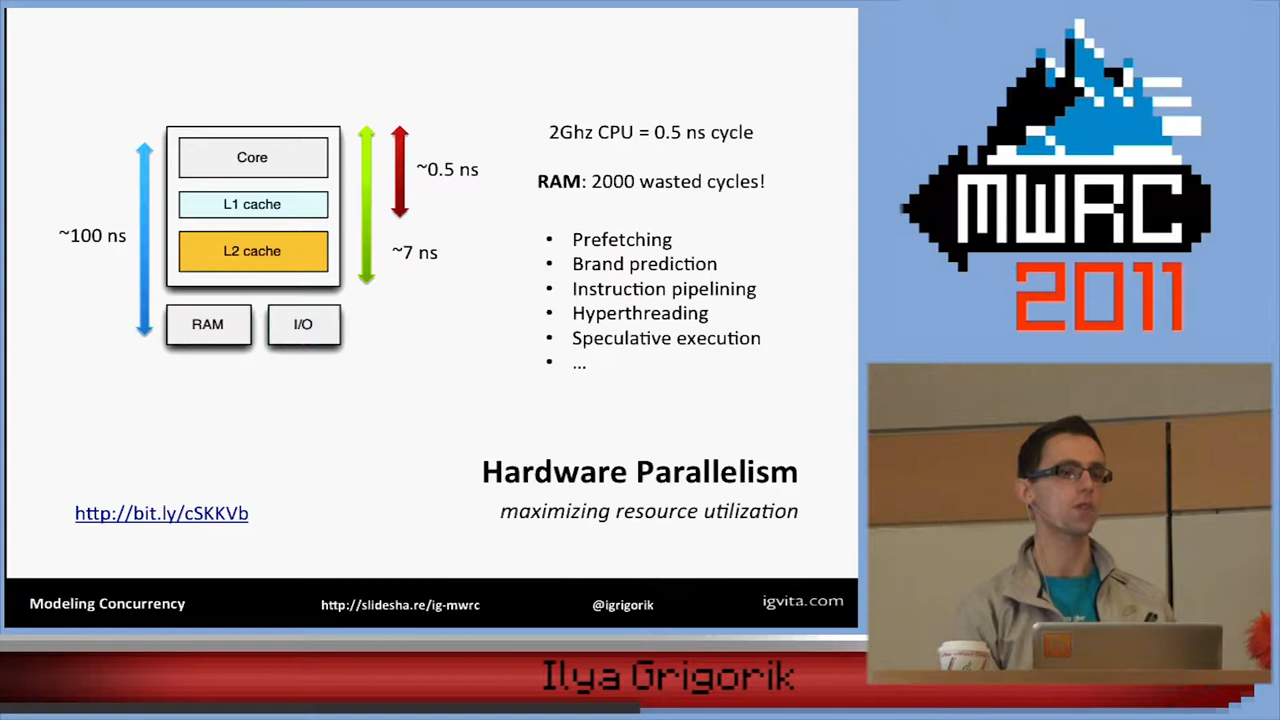 Core
L1 cache
L2 cache
RAM
I/O
~100 ns
~0.5 ns
~7 ns
2Ghz CPU = 0.5 ns cycle
RAM: 2000 wasted cycles!
• Prefetching
• Brand prediction
• Instruction pipelining
• Hyperthreading
• Speculative execution
• ...
Hardware Parallelism
maximizing resource utilization
http://bit.ly/cSKKVb
Modeling Concurrency
http://slidesha.re/ig-mwrc
@igrigorik
igvita.com
MWRC
2011
Ilya Grigorik